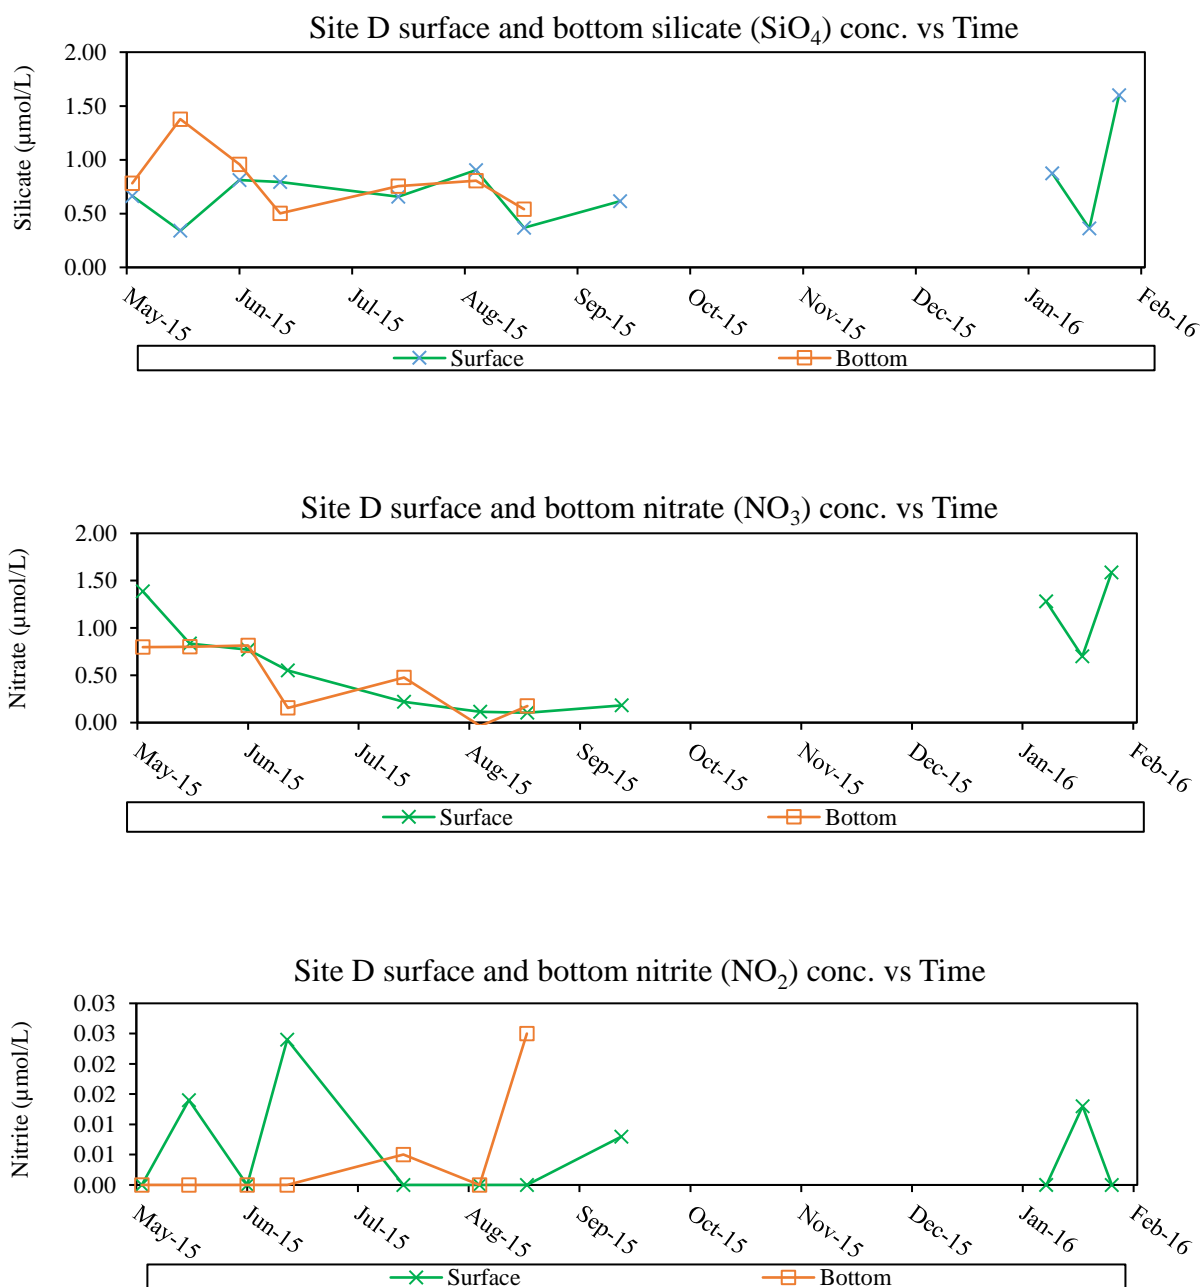 Site D surface and bottom silicate (SiO₄) conc. vs Time
Silicate (µmol/L)
2.00
1.50
1.00
0.50
0.00
May-15 Jun-15 Jul-15 Aug-15 Sep-15 Oct-15 Nov-15 Dec-15 Jan-16 Feb-16
Surface Bottom
Site D surface and bottom nitrate (NO₃) conc. vs Time
Nitrate (µmol/L)
2.00
1.50
1.00
0.50
0.00
May-15 Jun-15 Jul-15 Aug-15 Sep-15 Oct-15 Nov-15 Dec-15 Jan-16 Feb-16
Surface Bottom
Site D surface and bottom nitrite (NO₂) conc. vs Time
Nitrite (µmol/L)
0.03
0.03
0.02
0.02
0.01
0.01
0.00
May-15 Jun-15 Jul-15 Aug-15 Sep-15 Oct-15 Nov-15 Dec-15 Jan-16 Feb-16
Surface Bottom